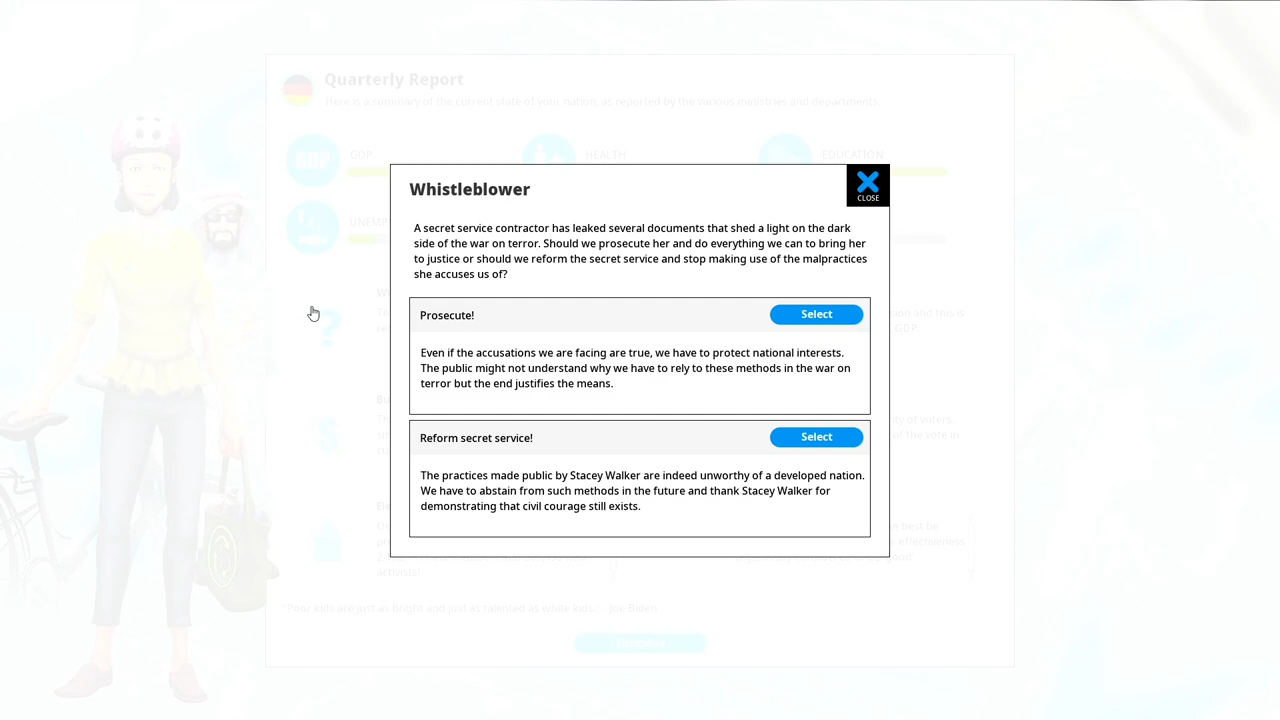 Quarterly Report
Here is a summary of the current state of your nation, as reported by the various ministries and departments.
GDP
HEALTH
EDUCATION
GDP
Whistleblower
CLOSE
A secret service contractor has leaked several documents that shed a light on the dark
side of the war on terror. Should we prosecute her and do everything we can to bring her
to justice or should we reform the secret service and stop making use of the malpractices
she accuses us of?
Prosecute!
Select
Even if the accusations we are facing are true, we have to protect national interests.
The public might not understand why we have to rely to these methods in the war on
terror but the end justifies the means.
Reform secret service!
Select
The practices made public by Stacey Walker are indeed unworthy of a developed nation.
We have to abstain from such methods in the future and thank Stacey Walker for
demonstrating that civil courage still exists.
activists!
"Poor kids are just as bright and just as talented as white kids." Joe Biden
Continue